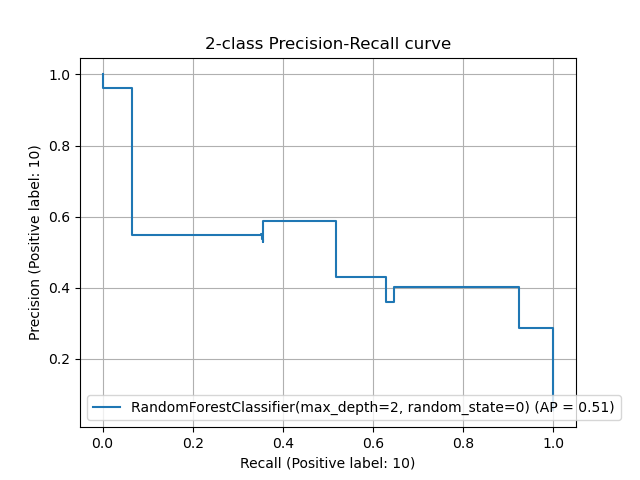 2-class Precision-Recall curve
Precision (Positive label: 10)
1.0
0.8
0.6
0.4
0.2
RandomForestClassifier(max_depth=2, random_state=0) (AP = 0.51)
0.0 0.2 0.4 0.6 0.8 1.0
Recall (Positive label: 10)